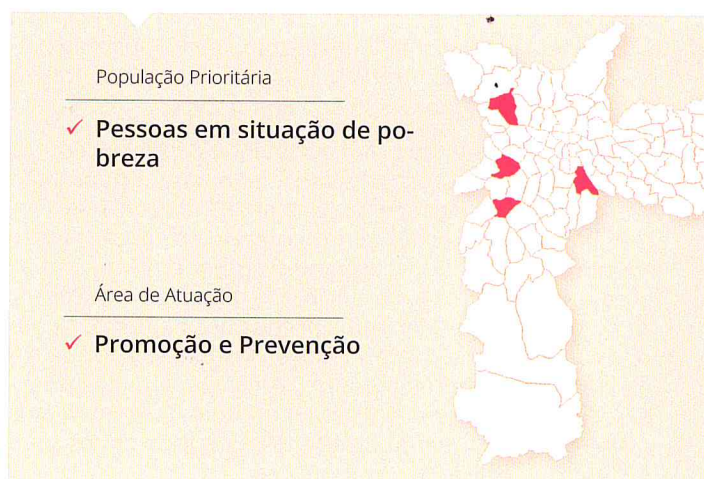 População Prioritária
✓ Pessoas em situação de po-
breza
Área de Atuação
✓ Promoção e Prevenção